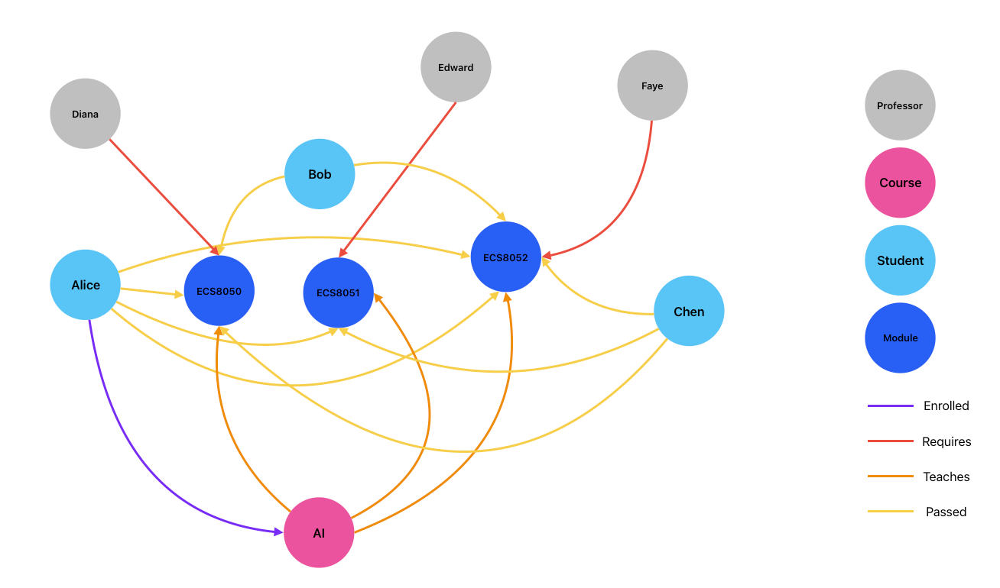 Edward
Faye
Diana
Bob
ECS8052
Alice
ECS8050
ECS8051
Chen
AI
Professor
Course
Student
Module
Enrolled
Requires
Teaches
Passed